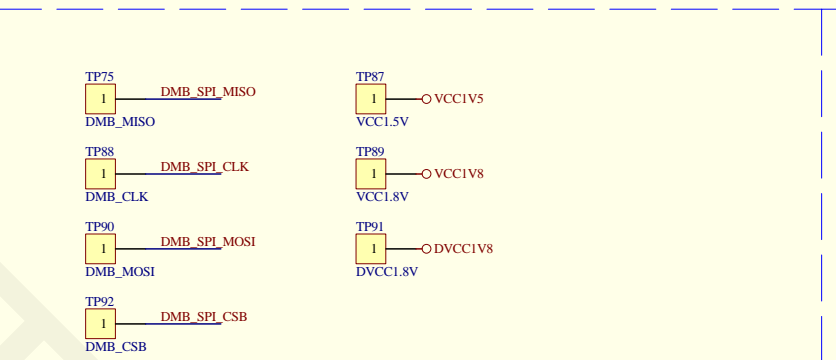 TP75
1 DMB_SPI_MISO
DMB_MISO
TP88
1 DMB_SPI_CLK
DMB_CLK
TP90
1 DMB_SPI_MOSI
DMB_MOSI
TP92
1 DMB_SPI_CSB
DMB_CSB
TP87
1 VCC1V5
VCC1.5V
TP89
1 VCC1V8
VCC1.8V
TP91
1 DVCC1V8
DVCC1.8V